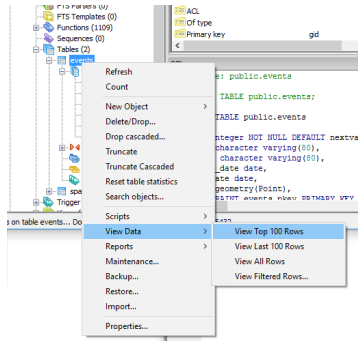 FTS Parsers (0)
FTS Templates (0)
Functions (1109)
Sequences (0)
Tables (2)
events
spa
Trigger
s on table events... Do
ACL
Of type
Primary key gid
e: public.events
TABLE public.events;
TABLE public.events
nteger NOT NULL DEFAULT nextva
character varying(80),
character varying(80),
_date date,
ate date,
geometry(Point),
RAINT events_pkey PRIMARY KEY
Refresh
Count
New Object
Delete/Drop...
Drop cascaded...
Truncate
Truncate Cascaded
Reset table statistics
Search objects...
Scripts
View Data
Reports
Maintenance...
Backup...
Restore...
Import...
Properties...
View Top 100 Rows
View Last 100 Rows
View All Rows
View Filtered Rows...